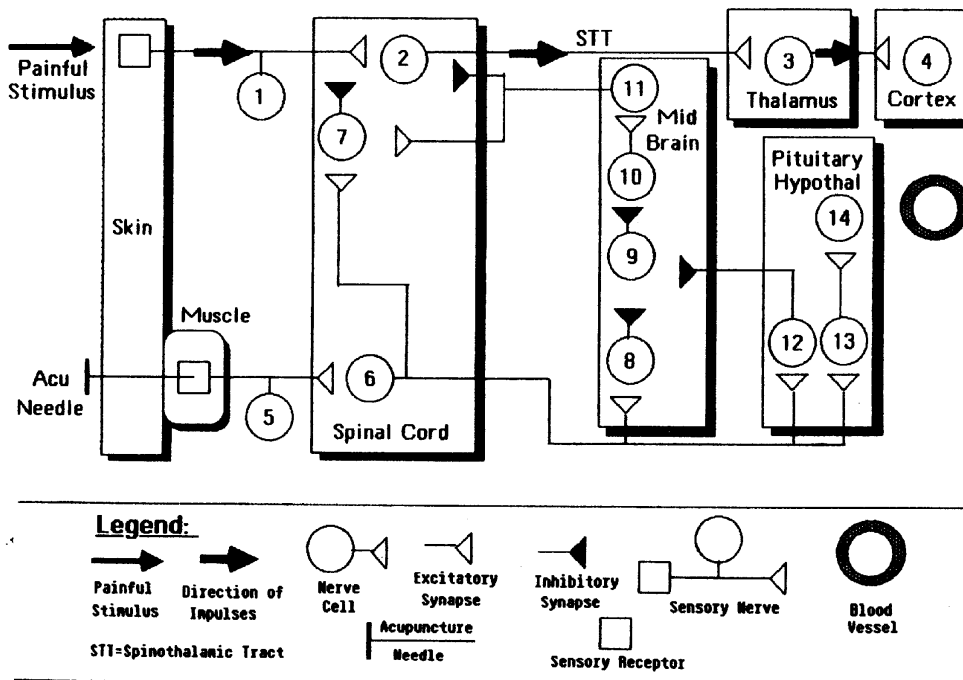 Painful
Stimulus
Skin
1
2
7
STT
11
Mid
Brain
10
9
8
3
Thalamus
4
Cortex
Pituitary
Hypothal
14
12
13
Muscle
Acu
Needle
5
6
Spinal Cord
Legend:
Painful
Stimulus
Direction of
Impulses
Nerve
Cell
Excitatory
Synapse
Inhibitory
Synapse
Sensory Nerve
Blood
Vessel
STT=Spinothalamic Tract
Acupuncture
Needle
Sensory Receptor